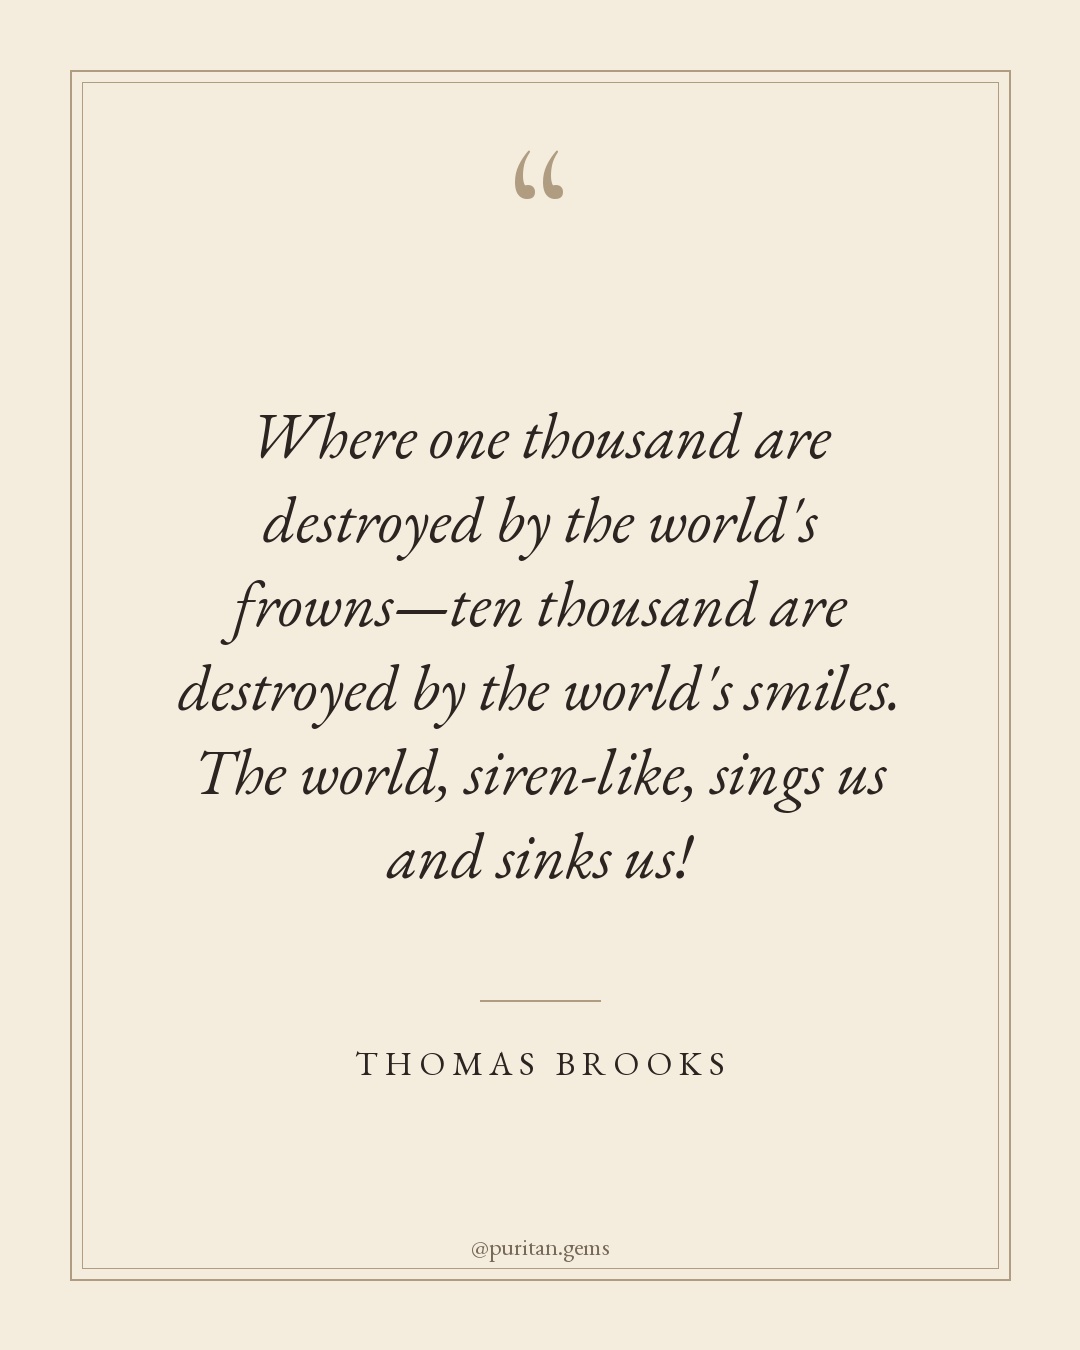 “
Where one thousand are
destroyed by the world's
frowns—ten thousand are
destroyed by the world's smiles.
The world, siren-like, sings us
and sinks us!
THOMAS BROOKS
@puritan.gems